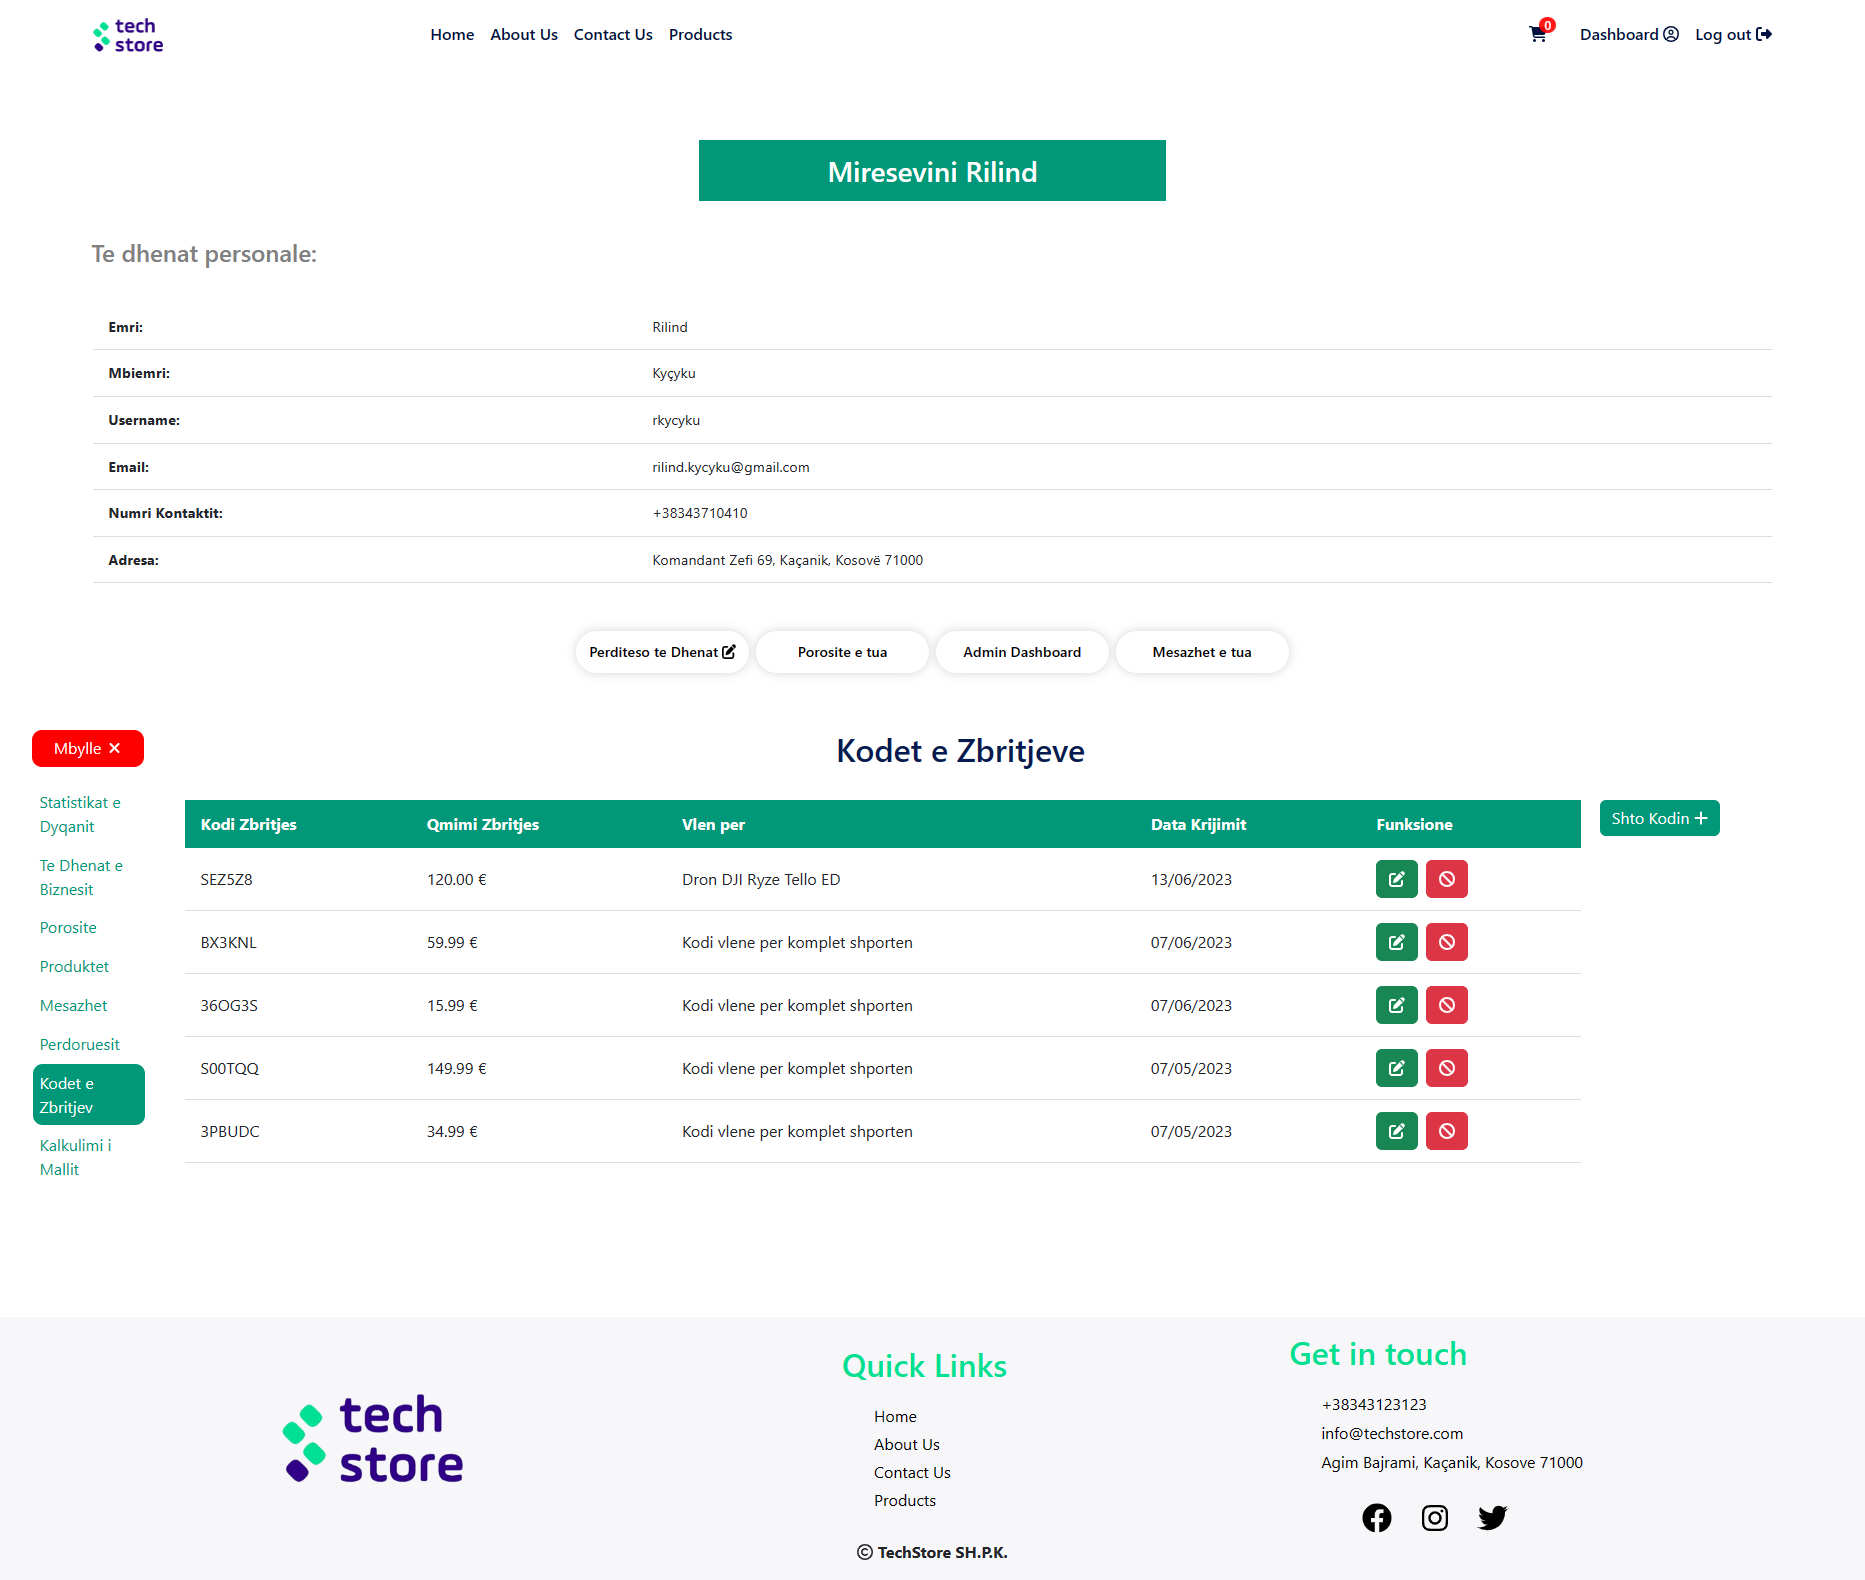 tech
store
Home About Us Contact Us Products
0
Dashboard Log out
Miresevini Rilind
Te dhenat personale:
Emri: Rilind
Mbiemri: Kyçyku
Username: rkycyku
Email: rilind.kycyku@gmail.com
Numri Kontaktit: +38343710410
Adresa: Komandant Zefi 69, Kaçanik, Kosovë 71000
Perditeso te Dhenat Porosite e tua Admin Dashboard Mesazhet e tua
Mbylle
Statistikat e
Dyqanit
Te Dhenat e
Biznesit
Porosite
Produktet
Mesazhet
Perdoruesit
Kodet e
Zbritjev
Kalkulimi i
Mallit
Kodet e Zbritjeve
Kodi Zbritjes Qmimi Zbritjes Vlen per Data Krijimit Funksione
SEZ5Z8 120.00 € Dron DJI Ryze Tello ED 13/06/2023
BX3KNL 59.99 € Kodi vlene per komplet shporten 07/06/2023
36OG3S 15.99 € Kodi vlene per komplet shporten 07/06/2023
S00TQQ 149.99 € Kodi vlene per komplet shporten 07/05/2023
3PBUDC 34.99 € Kodi vlene per komplet shporten 07/05/2023
Shto Kodin
tech
store
Quick Links
Home
About Us
Contact Us
Products
Get in touch
+38343123123
info@techstore.com
Agim Bajrami, Kaçanik, Kosove 71000
© TechStore SH.P.K.